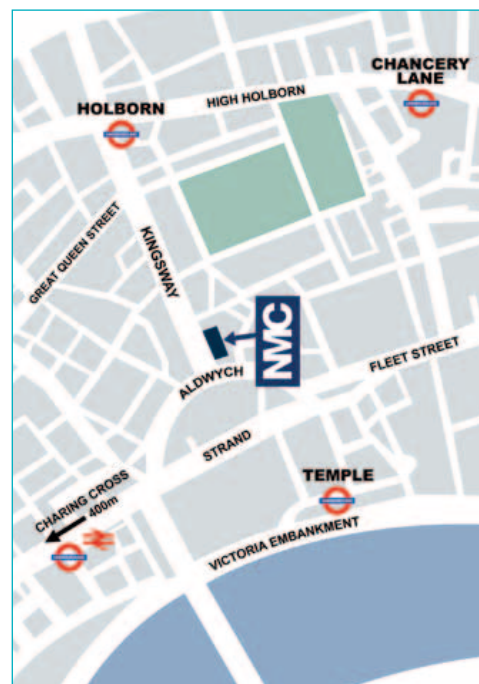 CHANCERY
LANE
HIGH HOLBORN
HOLBORN
GREAT QUEEN STREET
KINGSWAY
NMC
ALDWYCH
FLEET STREET
STRAND
CHARING CROSS
400m
TEMPLE
VICTORIA EMBANKMENT